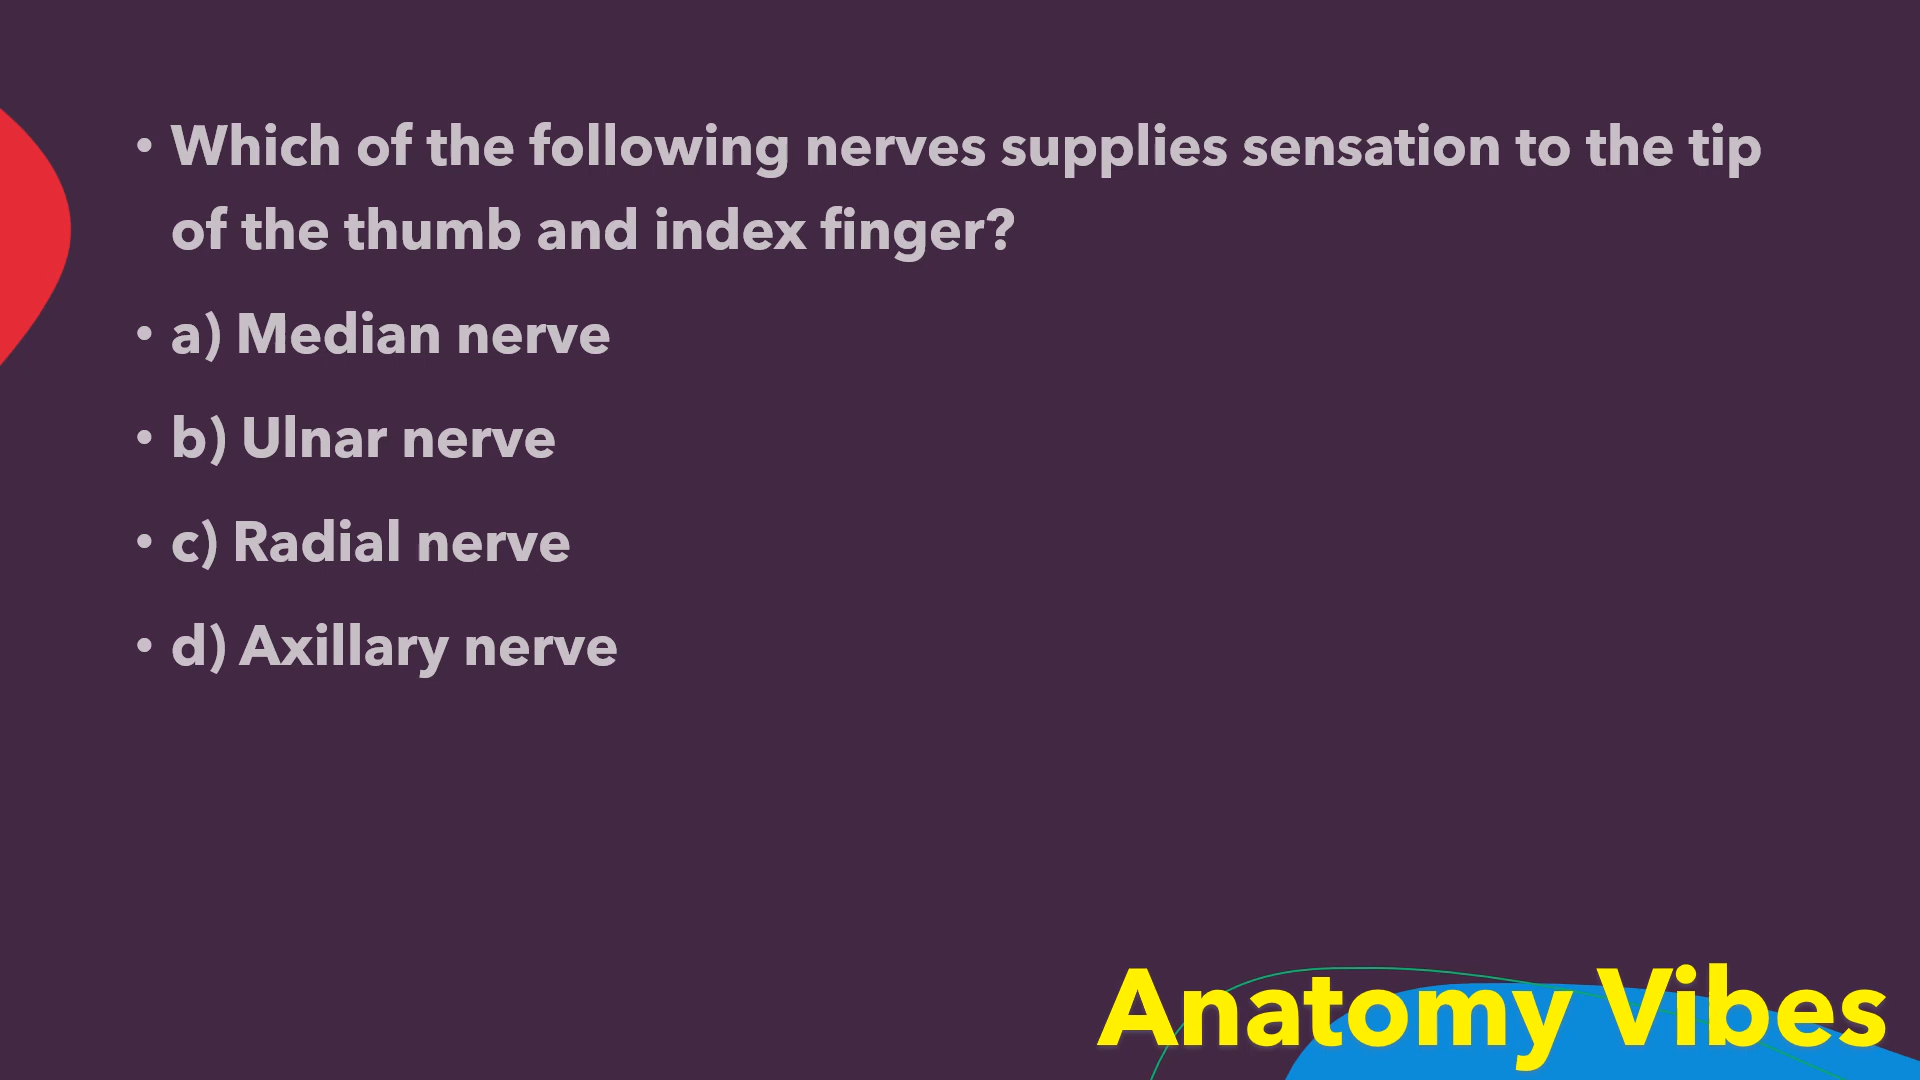 • Which of the following nerves supplies sensation to the tip
of the thumb and index finger?
• a) Median nerve
• b) Ulnar nerve
• c) Radial nerve
• d) Axillary nerve
Anatomy Vibes